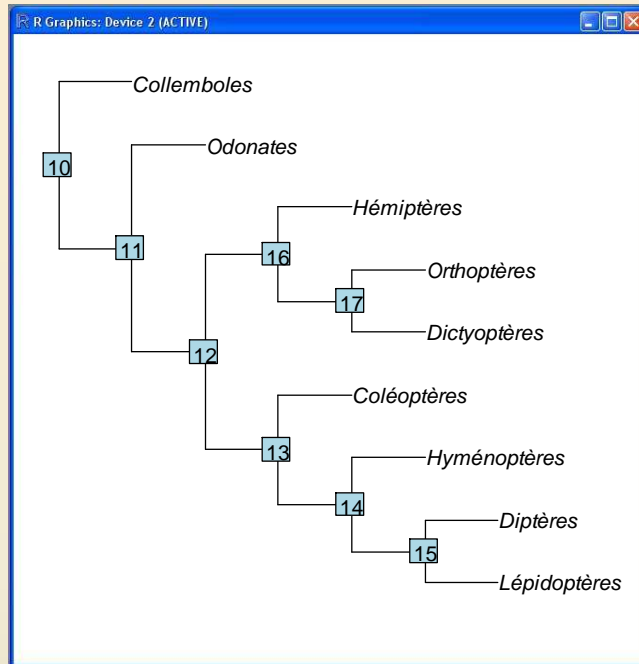 R Graphics: Device 2 (ACTIVE)
Collemboles
10
Odonates
11
Hémiptères
16
Orthoptères
17
Dictyoptères
12
Coléoptères
13
Hyménoptères
14
Diptères
15
Lépidoptères